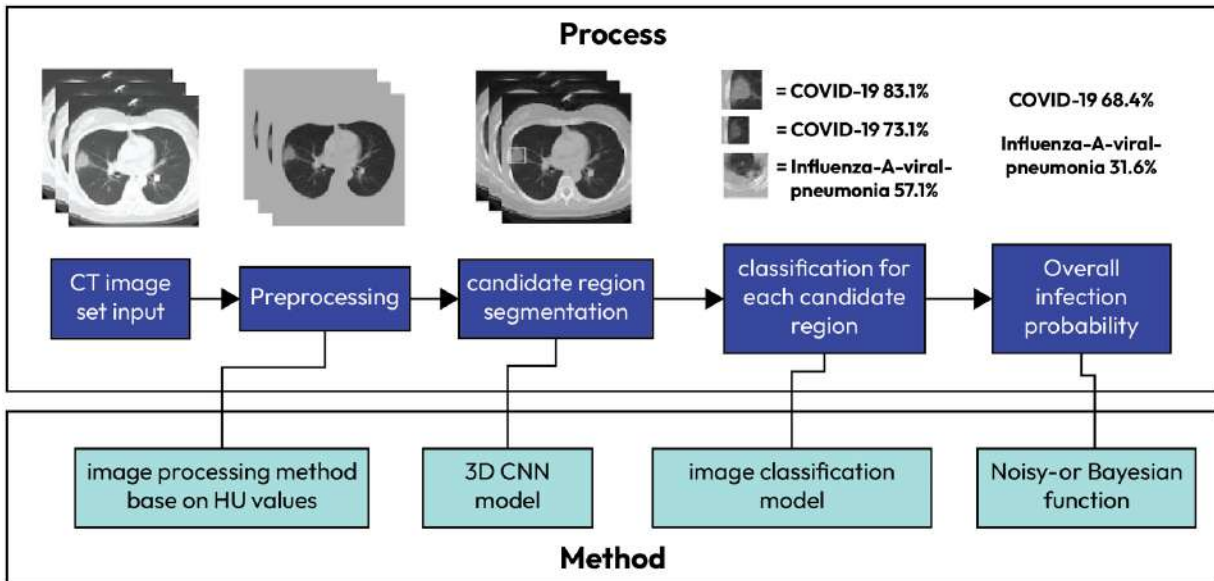 Process
= COVID-19 83.1%
= COVID-19 73.1%
= Influenza-A-viral-
pneumonia 57.1%
COVID-19 68.4%
Influenza-A-viral-
pneumonia 31.6%
CT image
set input
Preprocessing
candidate region
segmentation
classification for
each candidate
region
Overall
infection
probability
image processing method
base on HU values
3D CNN
model
image classification
model
Noisy-or Bayesian
function
Method